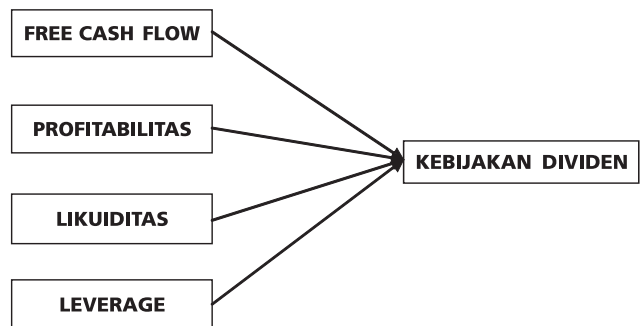 FREE CASH FLOW
PROFITABILITAS
KEBIJAKAN DIVIDEN
LIKUIDITAS
LEVERAGE